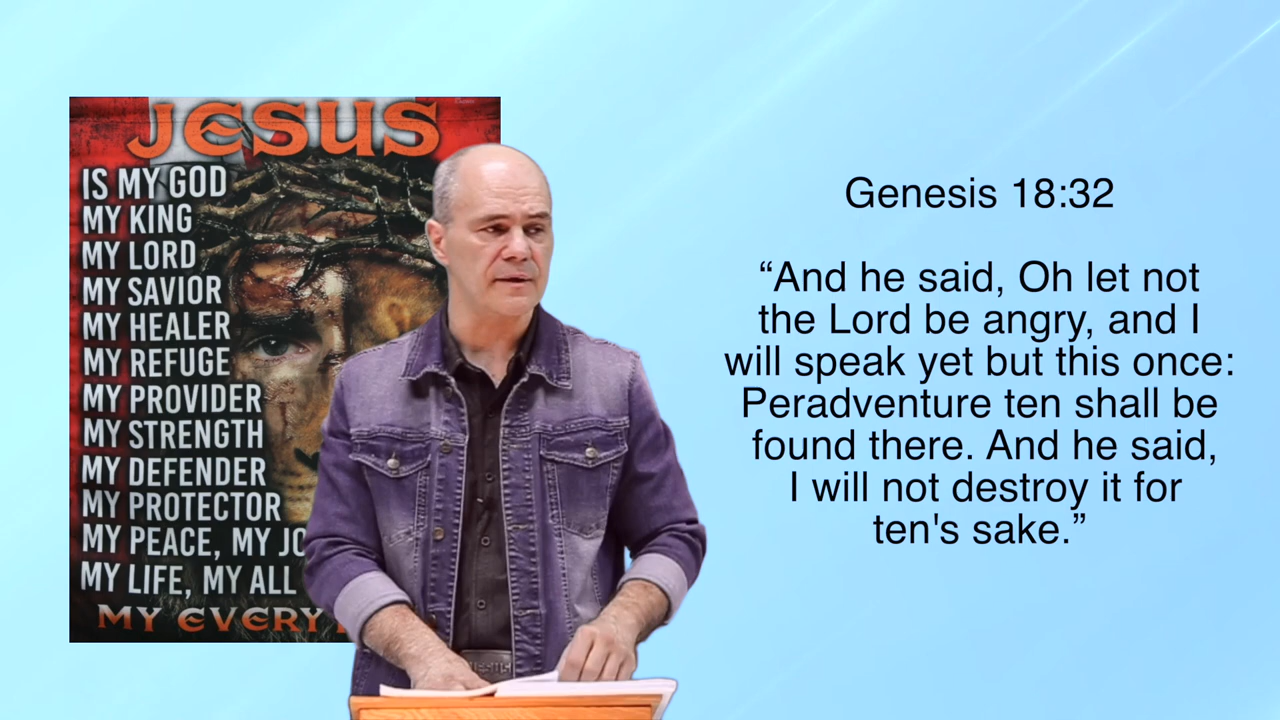 JESUS
IS MY GOD
MY KING
MY LORD
MY SAVIOR
MY HEALER
MY REFUGE
MY PROVIDER
MY STRENGTH
MY DEFENDER
MY PROTECTOR
MY PEACE, MY JO
MY LIFE, MY ALL
MY EVERY
JESUS
Genesis 18:32
“And he said, Oh let not
the Lord be angry, and I
will speak yet but this once:
Peradventure ten shall be
found there. And he said,
I will not destroy it for
ten's sake.”